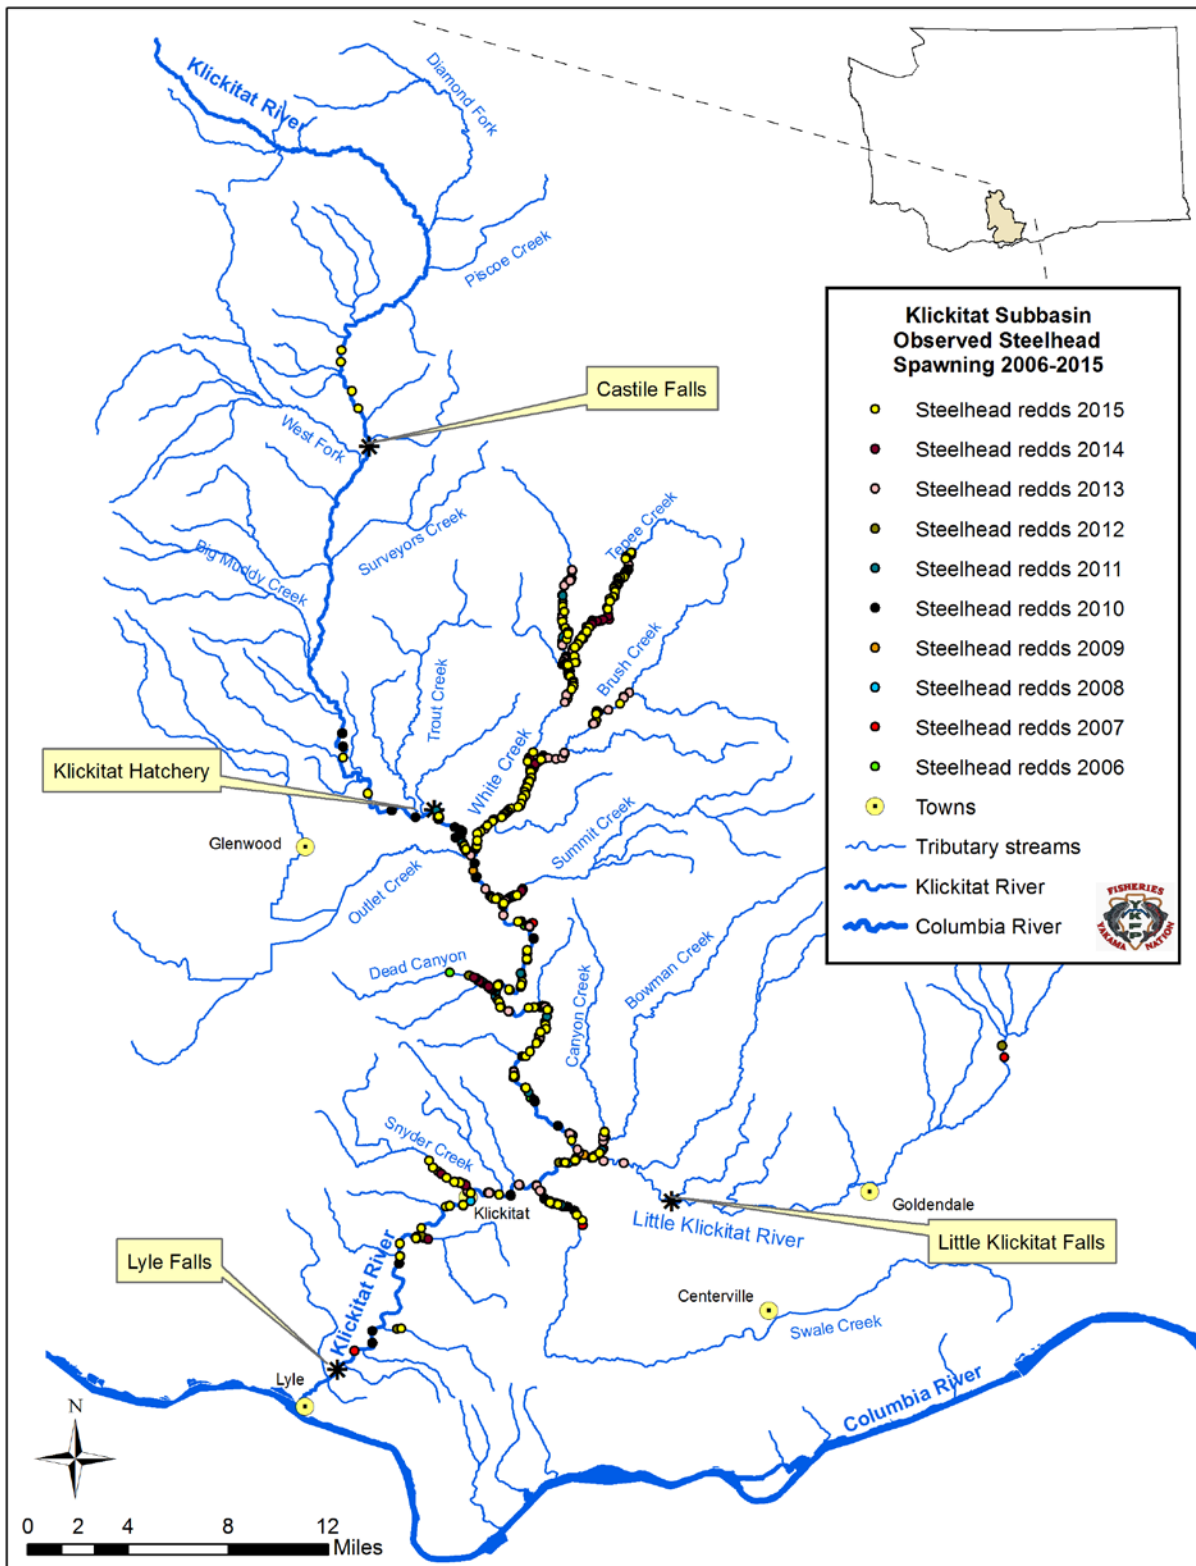 Klickitat River
Diamond Fork
Piscoe Creek
Klickitat Subbasin
Observed Steelhead
Spawning 2006-2015
Steelhead redds 2015
Steelhead redds 2014
Steelhead redds 2013
Steelhead redds 2012
Steelhead redds 2011
Steelhead redds 2010
Steelhead redds 2009
Steelhead redds 2008
Steelhead redds 2007
Steelhead redds 2006
Towns
Tributary streams
Klickitat River
Columbia River
FISHERIES
YKFP
YAKAMA NATION
Castile Falls
West Fork
Surveyors Creek
Tepee Creek
Big Muddy Creek
Brush Creek
Trout Creek
Klickitat Hatchery
White Creek
Glenwood
Summit Creek
Outlet Creek
Dead Canyon
Canyon Creek
Bowman Creek
Snyder Creek
Klickitat
Goldendale
Little Klickitat River
Little Klickitat Falls
Lyle Falls
Klickitat River
Centerville
Swale Creek
Lyle
Columbia River
N
0 2 4 8 12
Miles